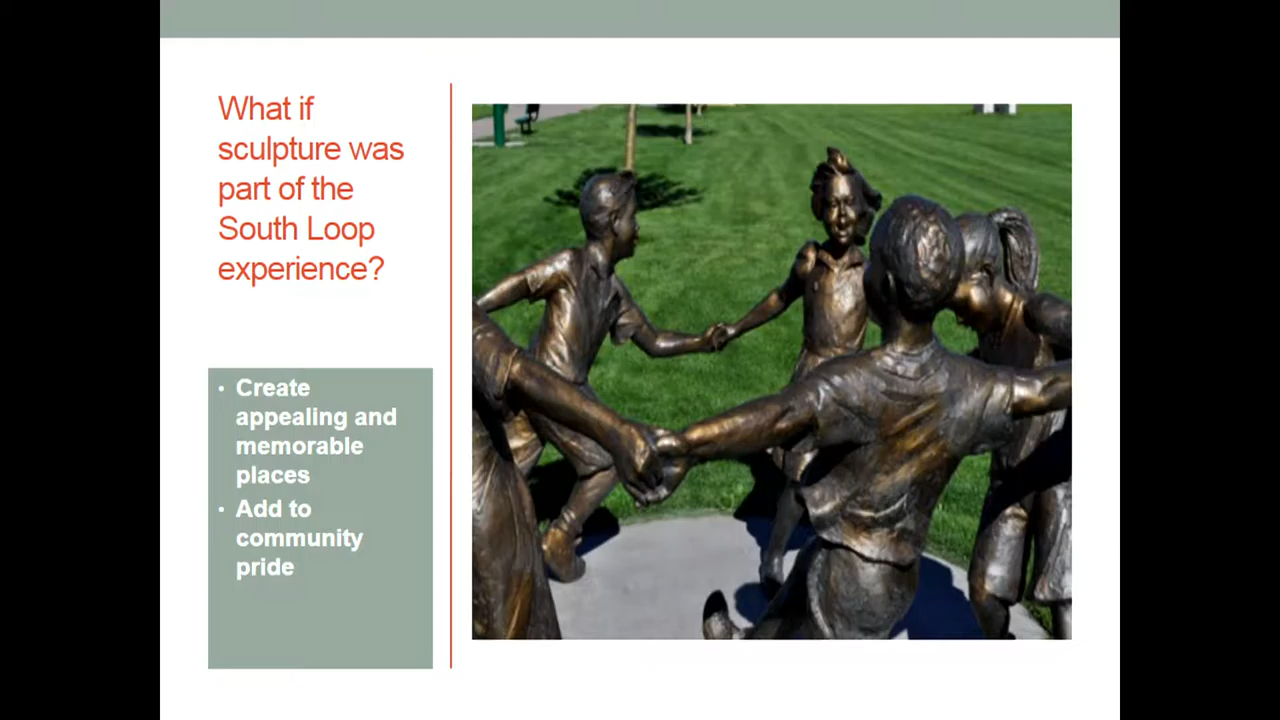 What if
sculpture was
part of the
South Loop
experience?
• Create
appealing and
memorable
places
• Add to
community
pride